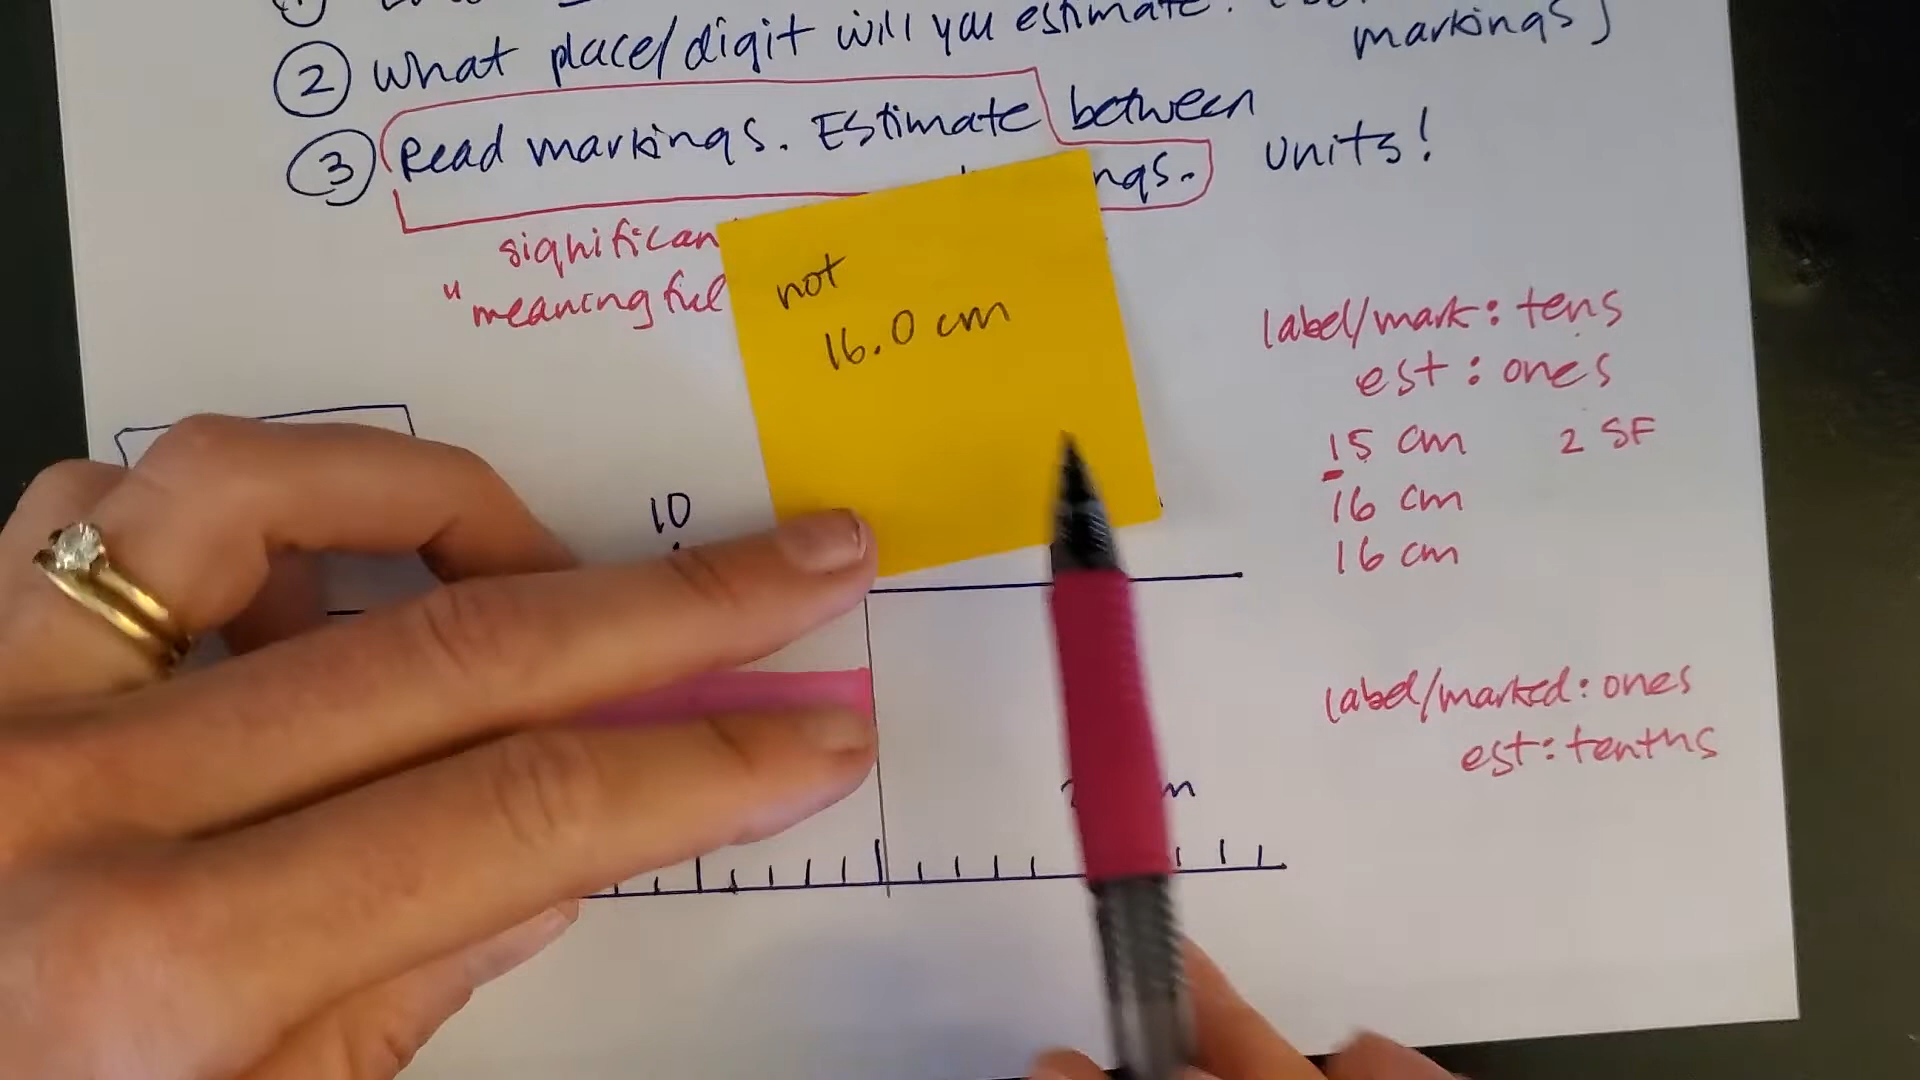 ② What place/digit will you estimate?
markings]
③ Read markings. Estimate between
units!
significan
"meaningful
not
16.0 cm
label/mark: tens
est: ones
15 cm 2 SF
16 cm
16 cm
10
label/marked: ones
est: tenths